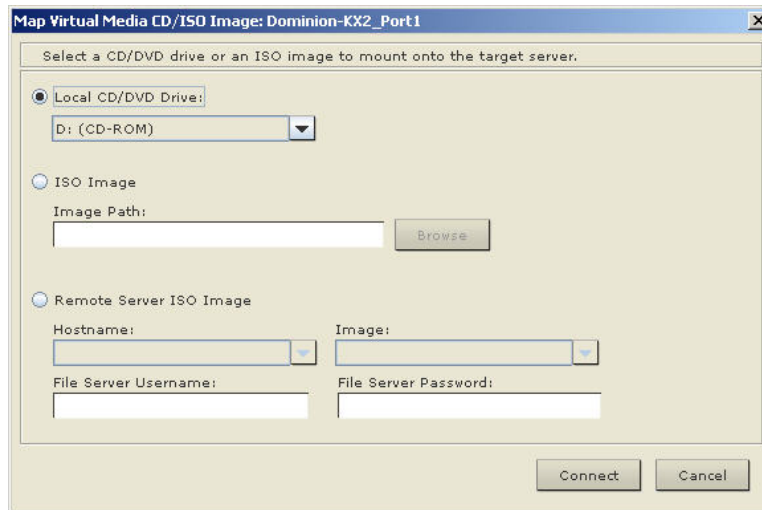 Map Virtual Media CD/ISO Image: Dominion-KX2_Port1
Select a CD/DVD drive or an ISO image to mount onto the target server.
Local CD/DVD Drive:
D: (CD-ROM)
ISO Image
Image Path:
Browse
Remote Server ISO Image
Hostname: Image:
File Server Username: File Server Password:
Connect Cancel